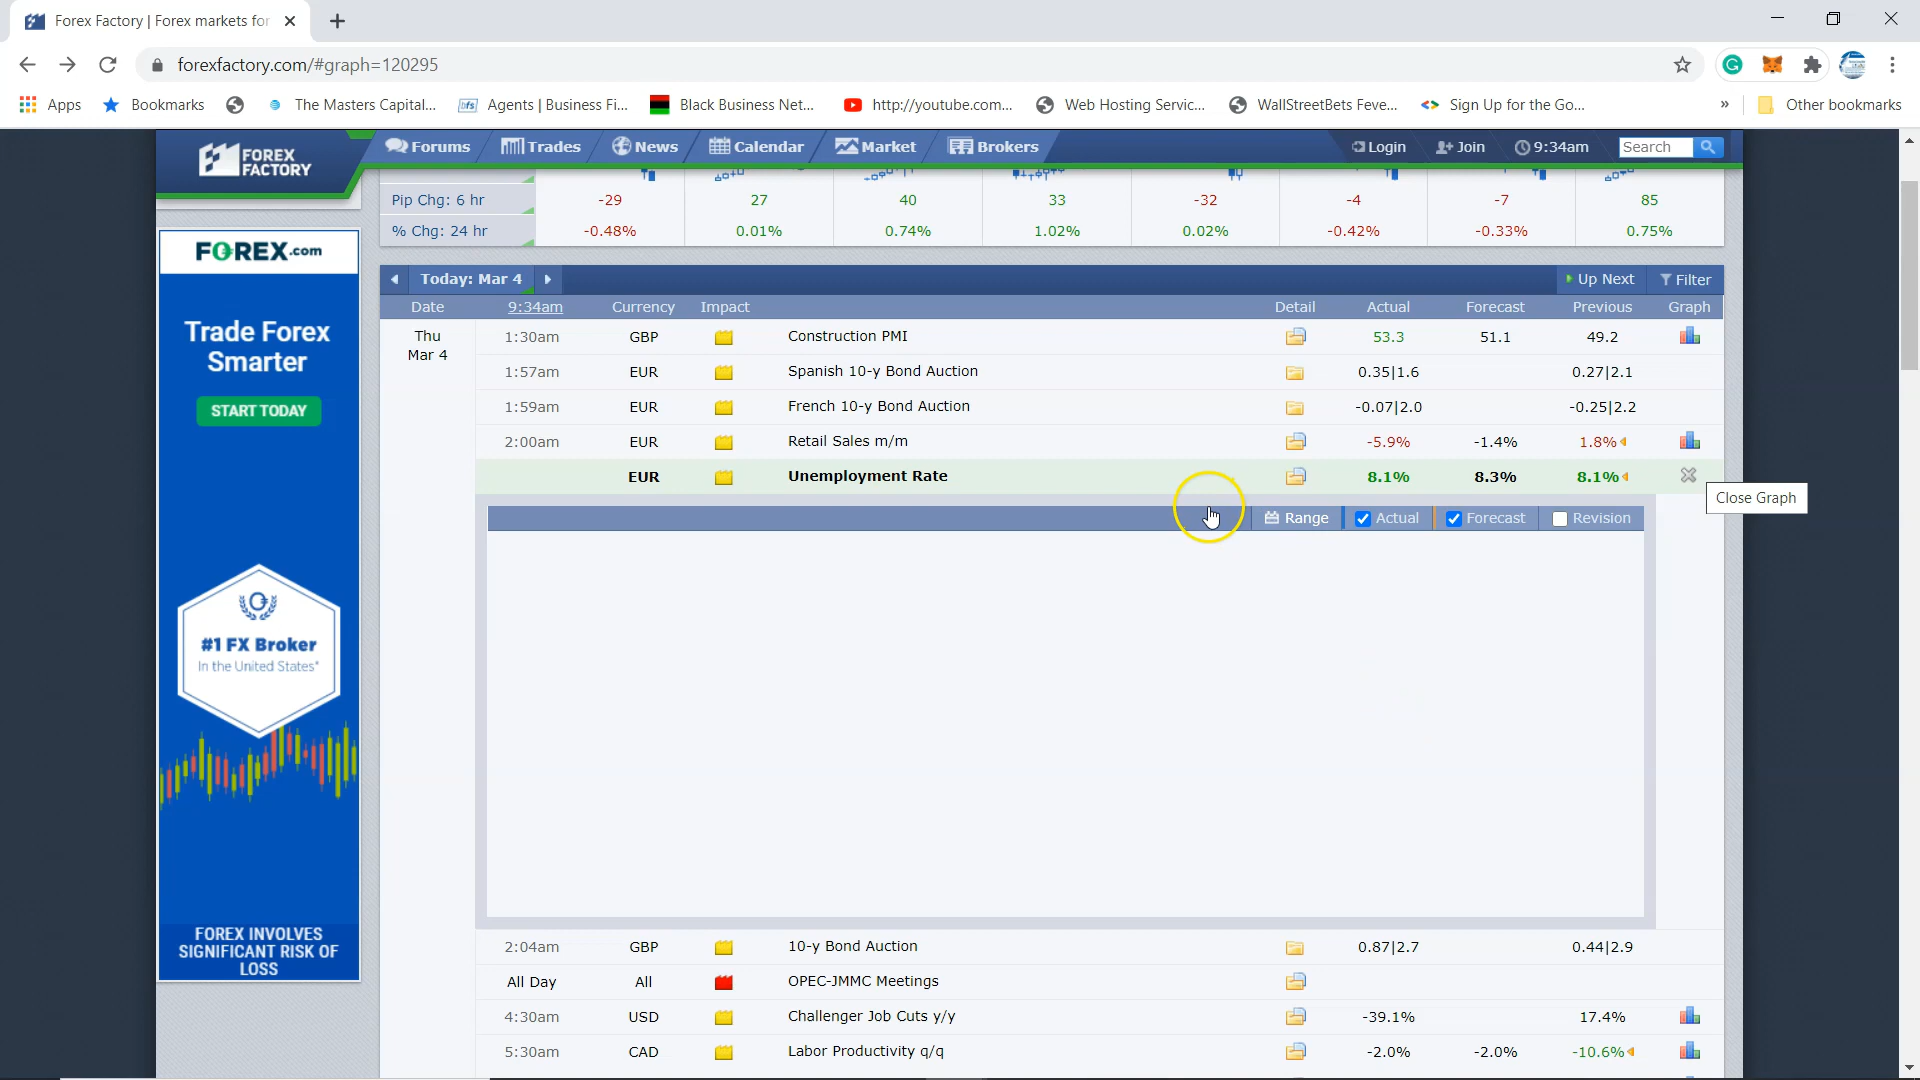 Forex Factory | Forex markets for
forexfactory.com/#graph=120295
Apps Bookmarks The Masters Capital... Agents | Business Fi... Black Business Net... http://youtube.com... Web Hosting Servic... WallStreetBets Feve... Sign Up for the Go... » Other bookmarks
FOREX FACTORY
Forums Trades News Calendar Market Brokers Login Join 9:34am Search
Pip Chg: 6 hr -29 27 40 33 -32 -4 -7 85
% Chg: 24 hr -0.48% 0.01% 0.74% 1.02% 0.02% -0.42% -0.33% 0.75%
FOREX.com
Trade Forex
Smarter
START TODAY
#1 FX Broker
In the United States*
FOREX INVOLVES
SIGNIFICANT RISK OF
LOSS
Today: Mar 4 Up Next Filter
Date 9:34am Currency Impact Detail Actual Forecast Previous Graph
Thu
Mar 4
1:30am GBP Construction PMI 53.3 51.1 49.2
1:57am EUR Spanish 10-y Bond Auction 0.35|1.6 0.27|2.1
1:59am EUR French 10-y Bond Auction -0.07|2.0 -0.25|2.2
2:00am EUR Retail Sales m/m -5.9% -1.4% 1.8%
EUR Unemployment Rate 8.1% 8.3% 8.1%
Close Graph
Range Actual Forecast Revision
2:04am GBP 10-y Bond Auction 0.87|2.7 0.44|2.9
All Day All OPEC-JMMC Meetings
4:30am USD Challenger Job Cuts y/y -39.1% 17.4%
5:30am CAD Labor Productivity q/q -2.0% -2.0% -10.6%